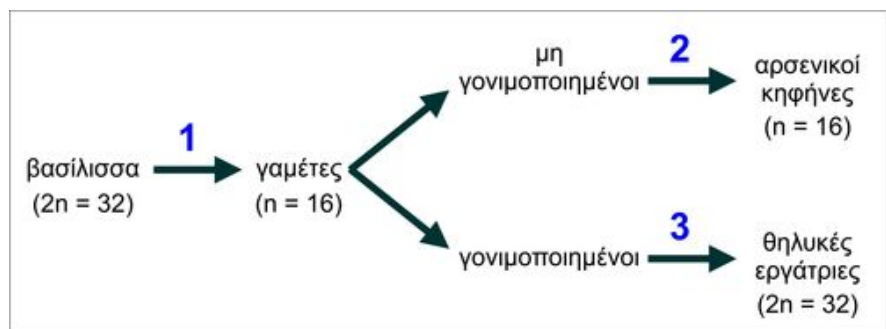 βασίλισσα
(2n = 32)
1
γαμέτες
(n = 16)
μη
γονιμοποιημένοι
2
αρσενικοί
κηφήνες
(n = 16)
γονιμοποιημένοι
3
θηλυκές
εργάτριες
(2n = 32)